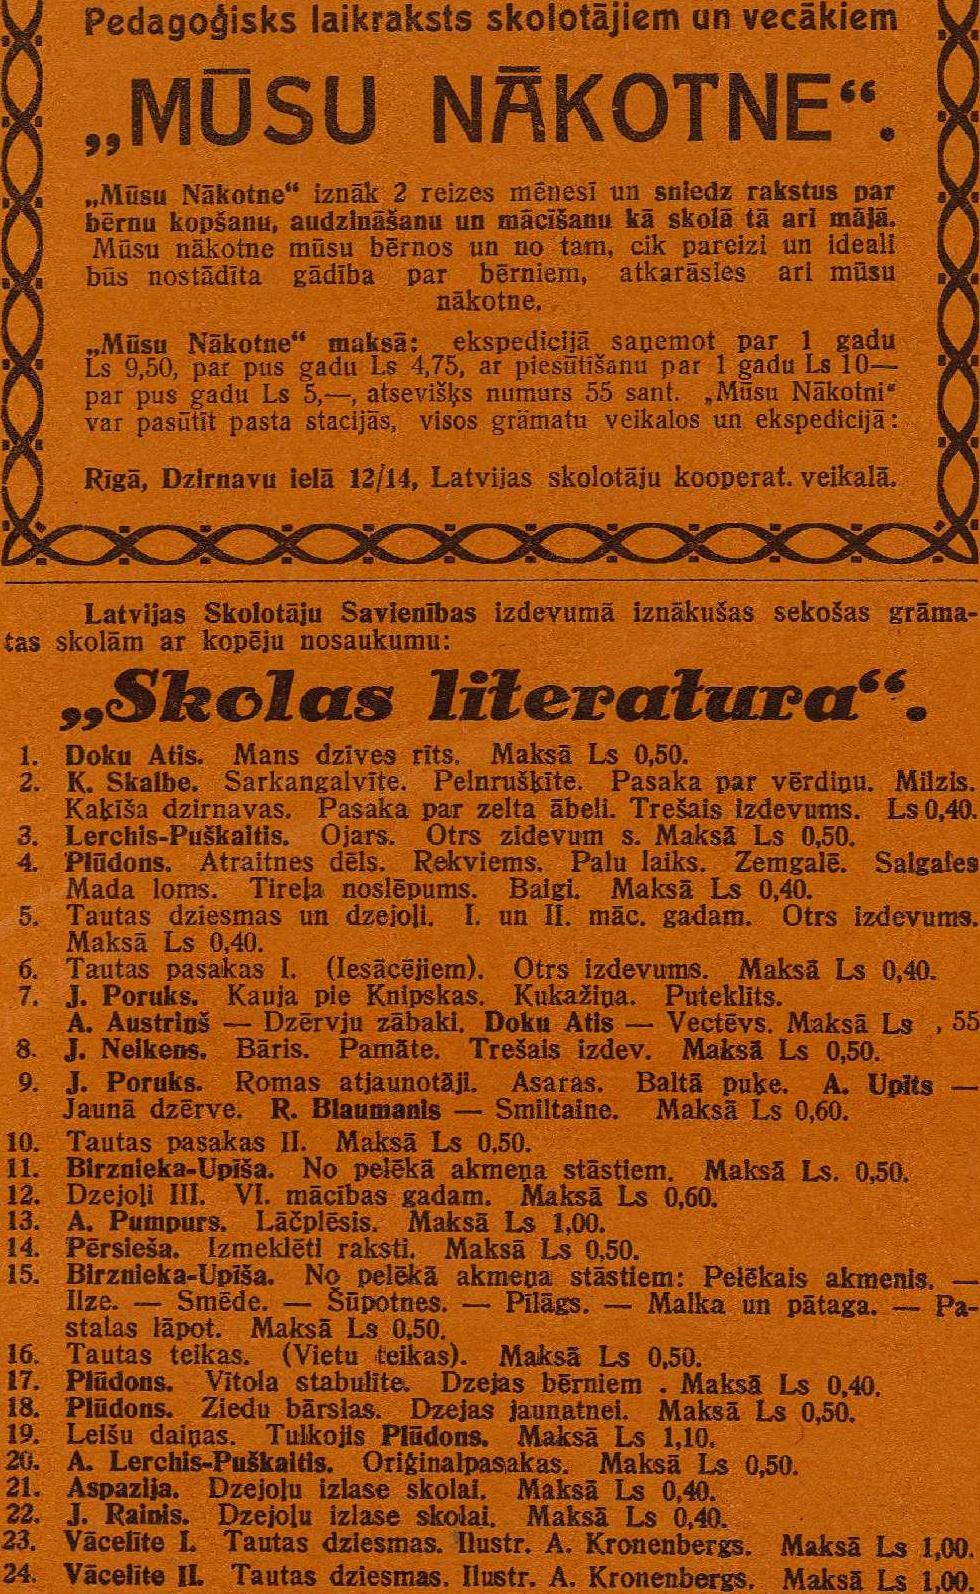 Pedagoģisks laikraksts skolotājiem un vecākiem
„MŪSU NĀKOTNE“.
„Mūsu Nākotne“ iznāk 2 reizes mēnesī un sniedz rakstus par
bērnu kopšanu, audzināšanu un mācīšanu kā skolā tā arī mājā.
Mūsu nākotne mūsu bērnos un no tam, cik pareizi un ideali
būs nostādīta gādība par bērniem, atkarāsies ari mūsu
nākotne.
„Mūsu Nākotne“ maksā: ekspedicijā saņemot par 1 gadu
Ls 9,50, par pus gadu Ls 4,75, ar piesūtīšanu par 1 gadu Ls 10—
par pus gadu Ls 5,—, atsevišķs numurs 55 sant. „Mūsu Nākotni“
var pasūtīt pasta stacijās, visos grāmatu veikalos un ekspedicijā:
Rīgā, Dzirnavu ielā 12/14, Latvijas skolotāju kooperat. veikalā.
Latvijas Skolotāju Savienības izdevumā iznākušas sekošas grāma-
tas skolām ar kopēju nosaukumu:
„Skolas literatura“.
1. Doku Atis. Mans dzīves rīts. Maksā Ls 0,50.
2. K. Skalbe. Sarkangalvīte. Pelnrušķīte. Pasaka par vērdiņu. Milzis.
Kaķīša dzirnavas. Pasaka par zelta ābeli. Trešais izdevums. Ls 0,40.
3. Lerchis-Puškaitis. Ojars. Otrs zidevum s. Maksā Ls 0,50.
4. Plūdons. Atraitnes dēls. Rekviems. Palu laiks. Zemgalē. Salgales
Mada loms. Tīreļa noslēpums. Baigi. Maksā Ls 0,40.
5. Tautas dziesmas un dzejoļi. I. un II. māc. gadam. Otrs izdevums.
Maksā Ls 0,40.
6. Tautas pasakas I. (Iesācējiem). Otrs izdevums. Maksā Ls 0,40.
7. J. Poruks. Kauja pie Knipskas. Kukažiņa. Puteklīts.
A. Austriņš — Dzērvju zābaki. Doku Atis — Vectēvs. Maksā Ls , 55
8. J. Neikens. Bāris. Pamāte. Trešais izdev. Maksā Ls 0,50.
9. J. Poruks. Romas atjaunotāji. Asaras. Baltā puķe. A. Upīts —
Jaunā dzērve. R. Blaumanis — Smiltaine. Maksā Ls 0,60.
10. Tautas pasakas II. Maksā Ls 0,50.
11. Birznieka-Upīša. No pelēkā akmeņa stāstiem. Maksā Ls. 0,50.
12. Dzejoļi III. VI. mācības gadam. Maksā Ls 0,60.
13. A. Pumpurs. Lāčplēsis. Maksā Ls 1,00.
14. Pērsieša. Izmeklēti raksti. Maksā Ls 0,50.
15. Birznieka-Upīša. No pelēkā akmeņa stāstiem: Pelēkais akmenis. —
Ilze. — Smēde. — Šūpotnes. — Pīlāgs. — Malka un pātaga. — Pa-
stalas lāpot. Maksā Ls 0,50.
16. Tautas teikas. (Vietu teikas). Maksā Ls 0,50.
17. Plūdons. Vītola stabulīte. Dzejas bērniem . Maksā Ls 0,40.
18. Plūdons. Ziedu bārslas. Dzejas jaunatnei. Maksā Ls 0,50.
19. Leišu daiņas. Tulkojis Plūdons. Maksā Ls 1,10.
20. A. Lerchis-Puškaitis. Oriģinalpasakas. Maksā Ls 0,50.
21. Aspazija. Dzejoļu izlase skolai. Maksā Ls 0,40.
22. J. Rainis. Dzejoļu izlase skolai. Maksā Ls 0,40.
23. Vācelīte I. Tautas dziesmas. Ilustr. A. Kronenbergs. Maksā Ls 1,00.
24. Vācelīte II. Tautas dziesmas. Ilustr. A. Kronenbergs. Maksā Ls 1,00